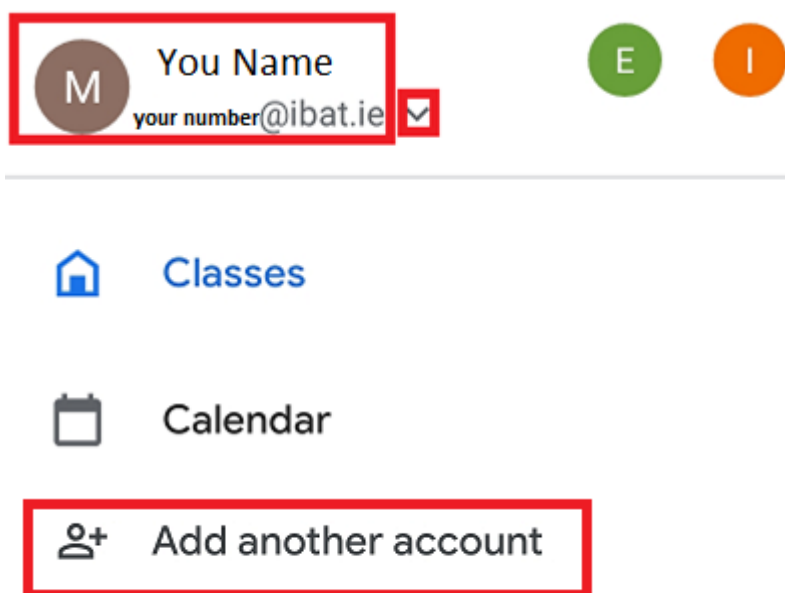 M You Name E I
your number@ibat.ie
Classes
Calendar
Add another account